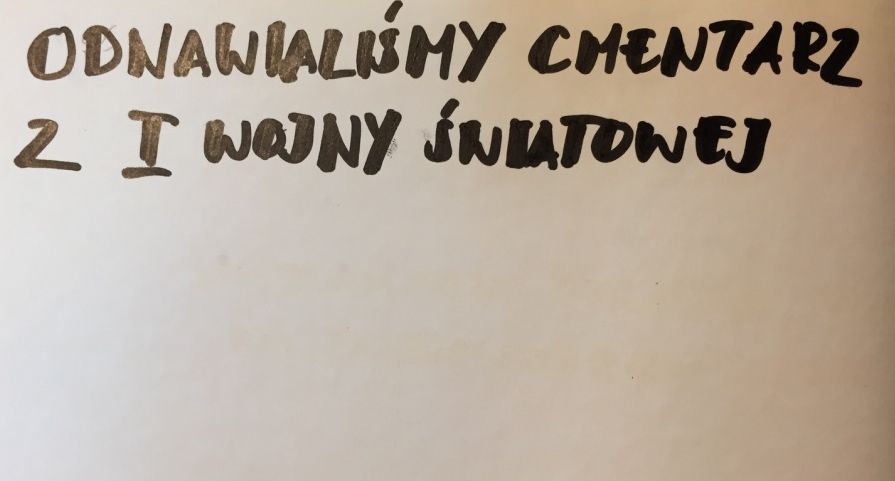 ODNAWIALIŚMY CMENTARZ
Z I WOJNY ŚWIATOWEJ